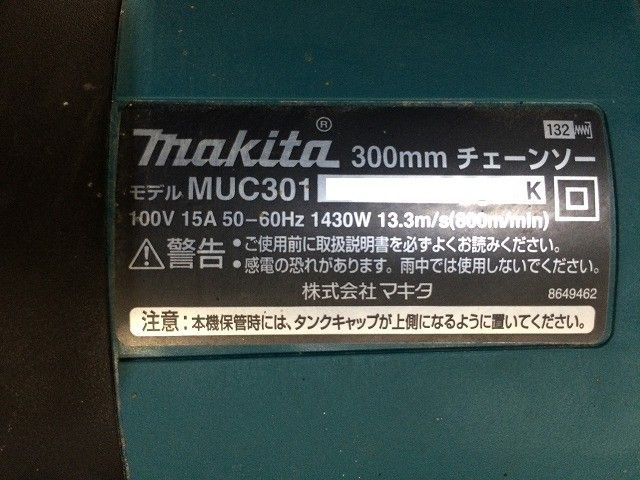 132
makita® 300mm チェーンソー
モデル MUC301 K
100V 15A 50-60Hz 1430W 13.3m/s(800m/min)
警告 •ご使用前に取扱説明書を必ずよくお読みください。
•感電の恐れがあります。雨中では使用しないでください。
株式会社マキタ 8649462
注意:本機保管時には、タンクキャップが上側になるように置いてください。